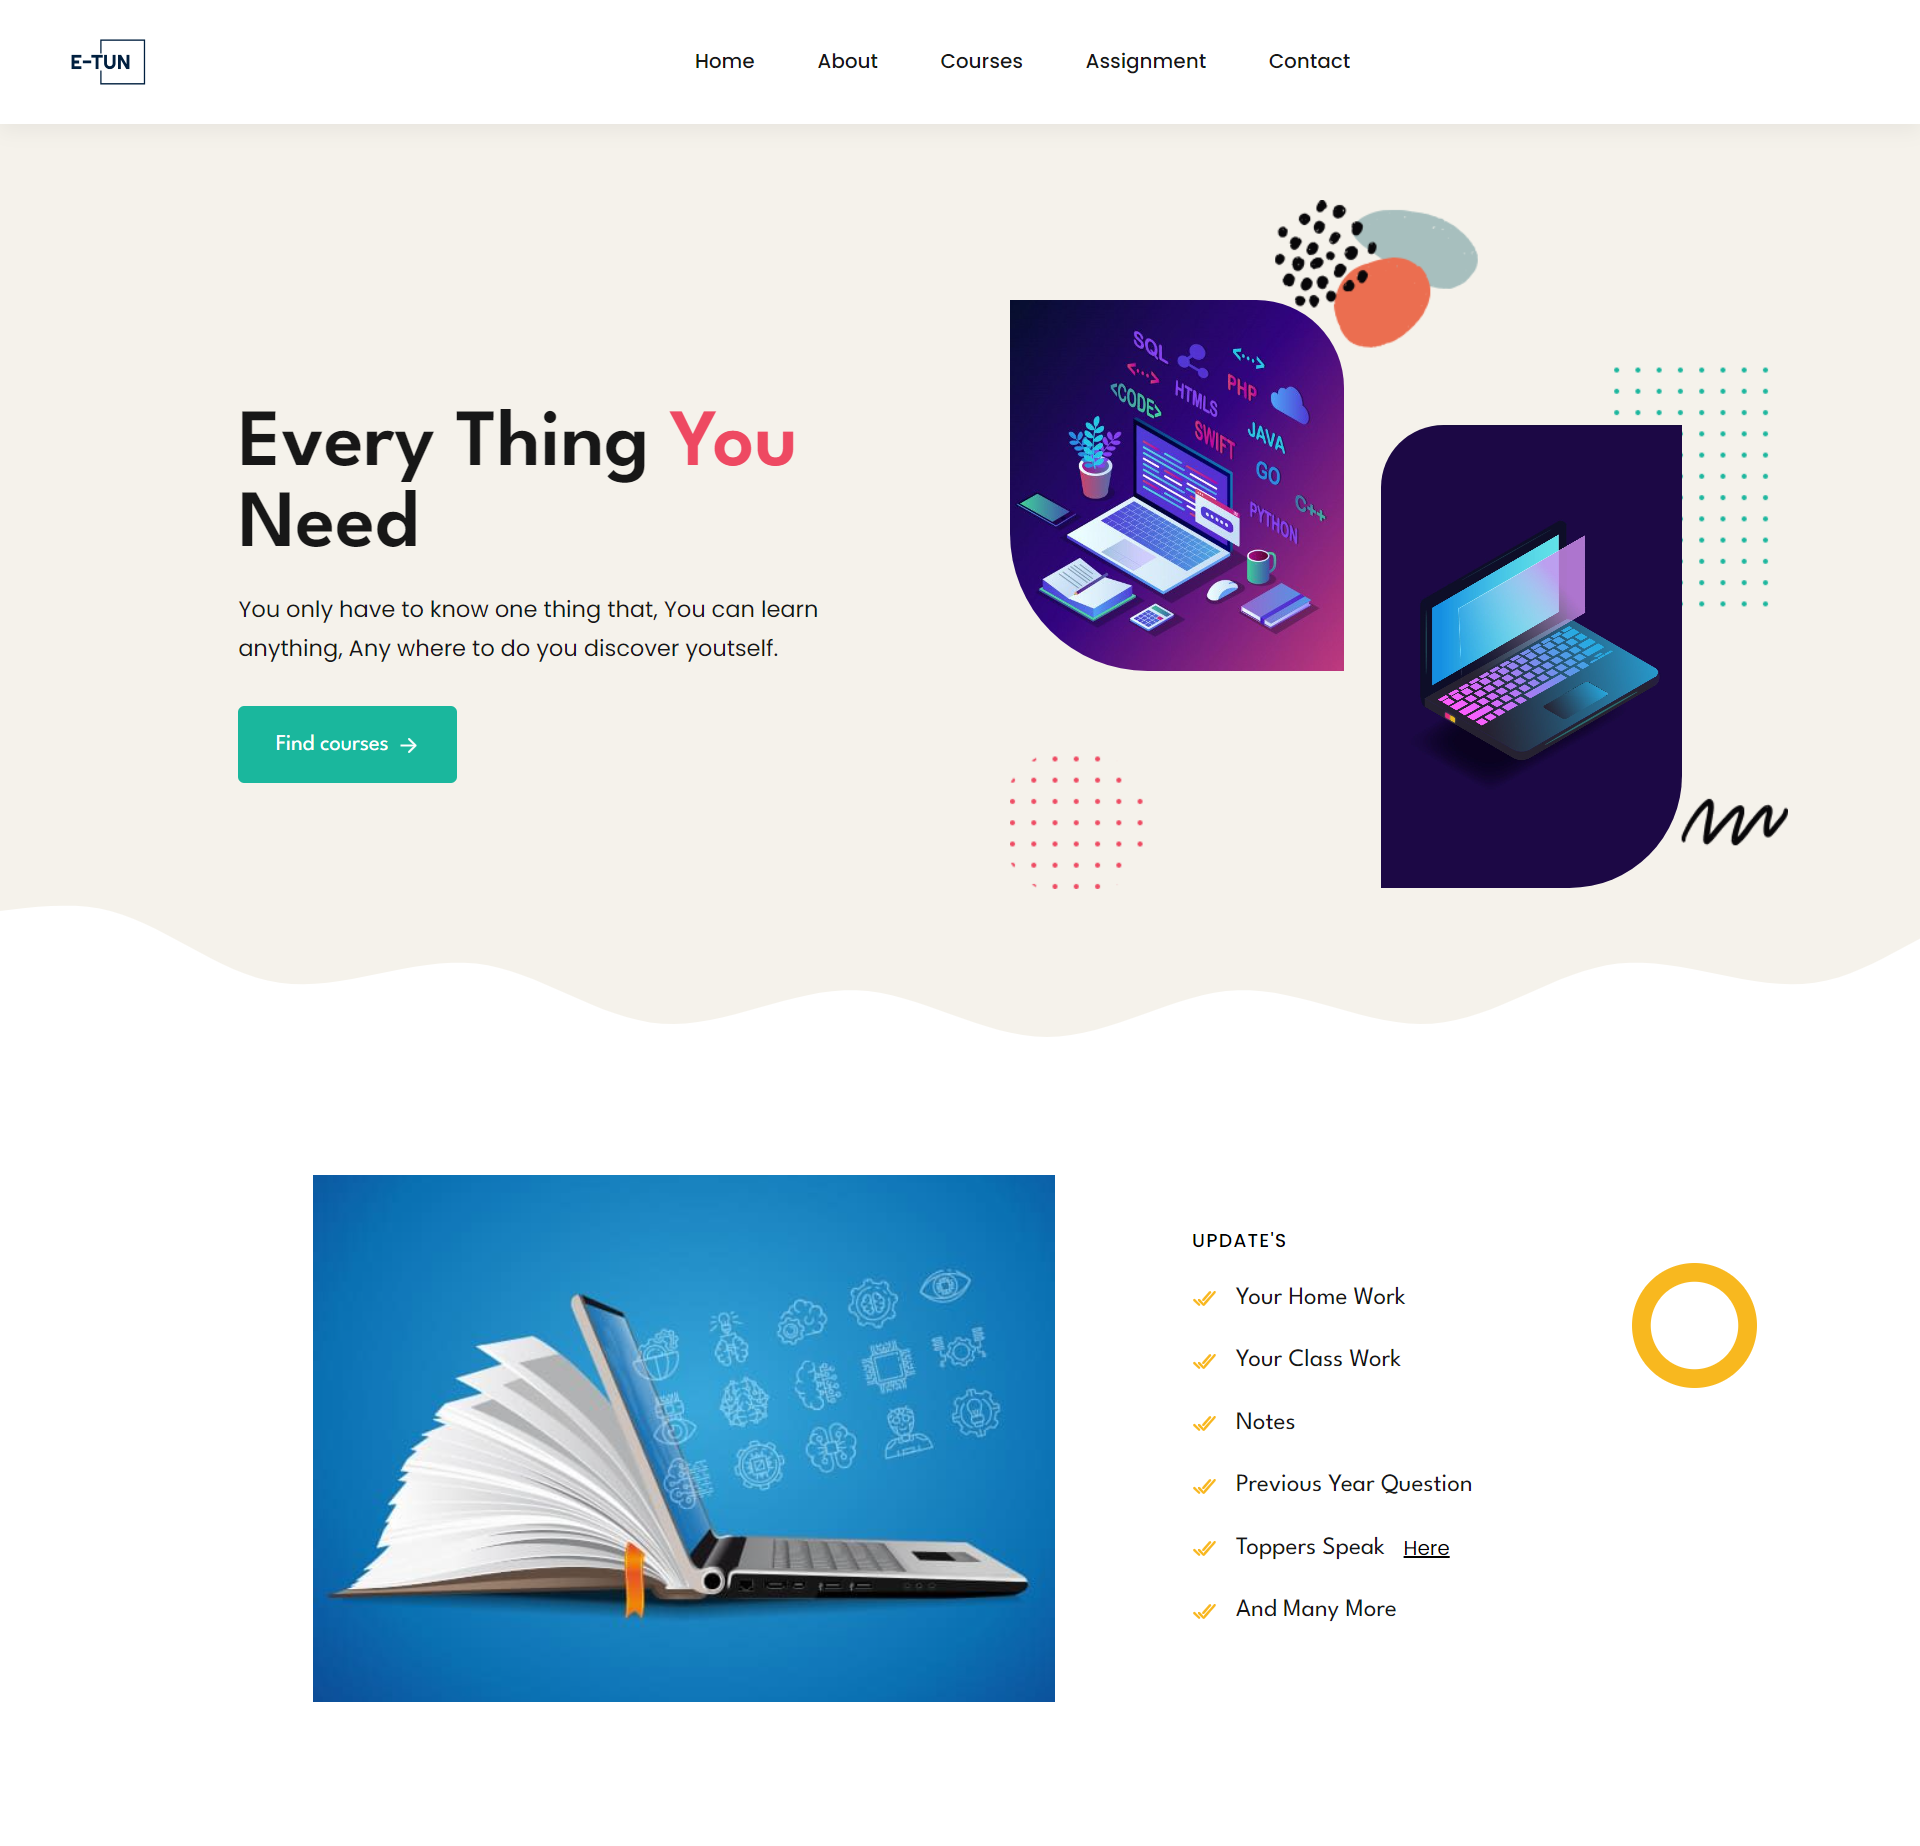 E-TUN
Home
About
Courses
Assignment
Contact
Every Thing You
Need
You only have to know one thing that, You can learn
anything, Any where to do you discover youtself.
Find courses
SQL
<...>
<...>
<CODE>
HTMLS
PHP
SWIFT
JAVA
GO
C++
PYTHON
UPDATE'S
Your Home Work
Your Class Work
Notes
Previous Year Question
Toppers Speak Here
And Many More